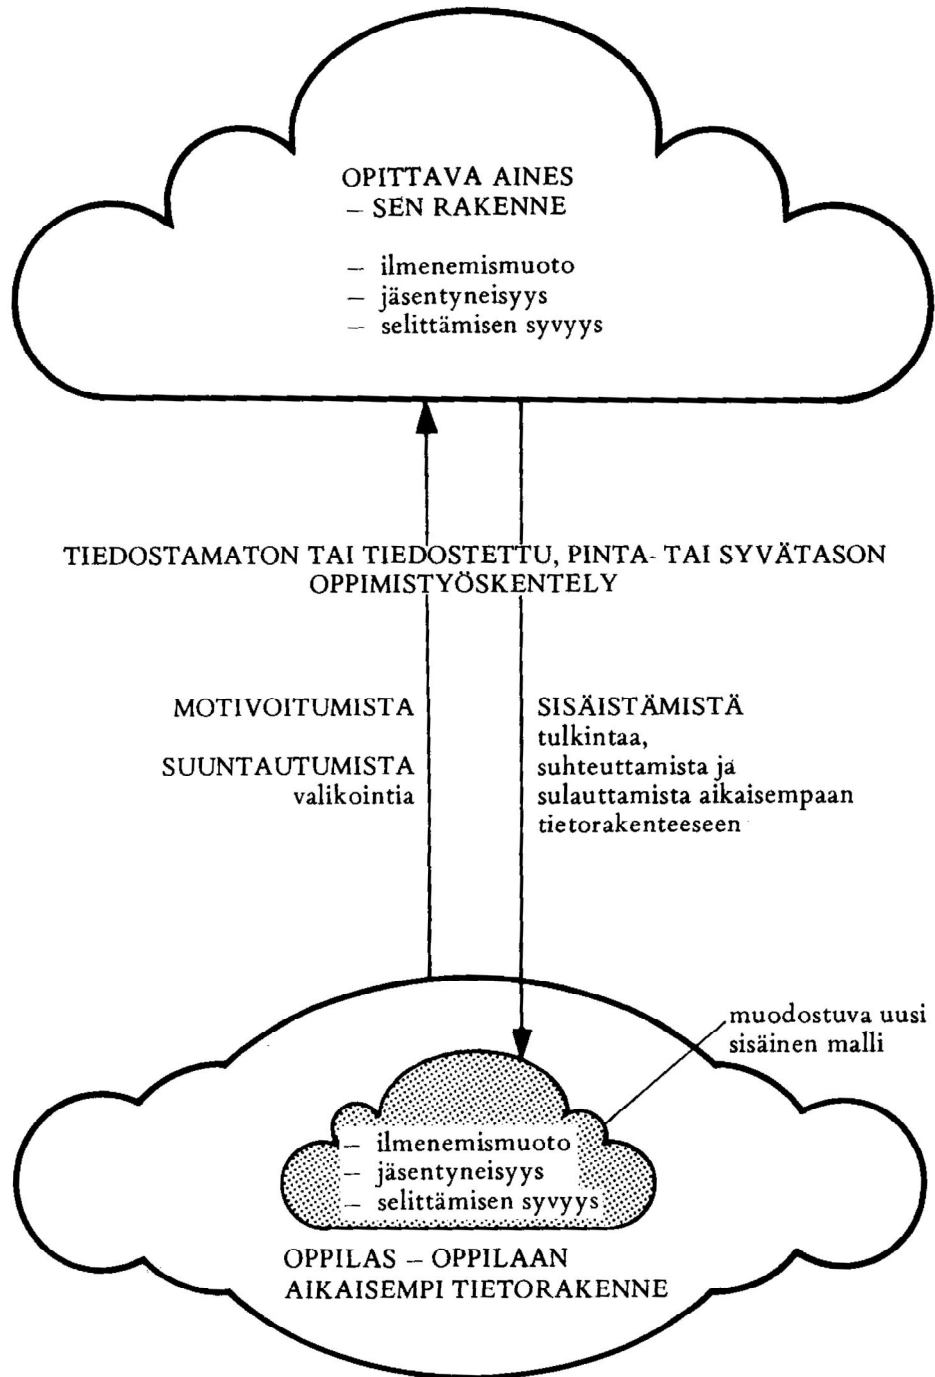 OPITTAVA AINES
– SEN RAKENNE
– ilmenemismuoto
– jäsentyneisyys
– selittämisen syvyys
TIEDOSTAMATON TAI TIEDOSTETTU, PINTA- TAI SYVÄTASON
OPPIMISTYÖSKENTELY
MOTIVOITUMISTA
SUUNTAUTUMISTA
valikointia
SISÄISTÄMISTÄ
tulkintaa,
suhteuttamista ja
sulauttamista aikaisempaan
tietorakenteeseen
muodostuva uusi
sisäinen malli
– ilmenemismuoto
– jäsentyneisyys
– selittämisen syvyys
OPPILAS – OPPILAAN
AIKAISEMPI TIETORAKENNE